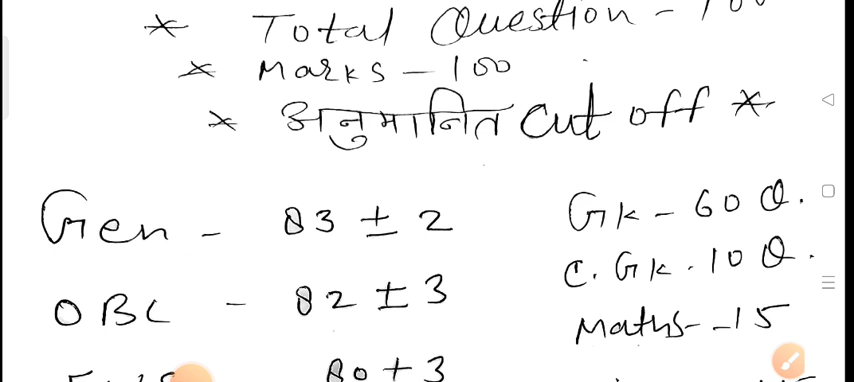 * Total Question - 100
* Marks - 100
* अनुमानित Cut off *
Gen - 83 ± 2
GK - 60 Q.
OBC - 82 ± 3
C. GK. 10 Q.
Maths - 15
80 + 3